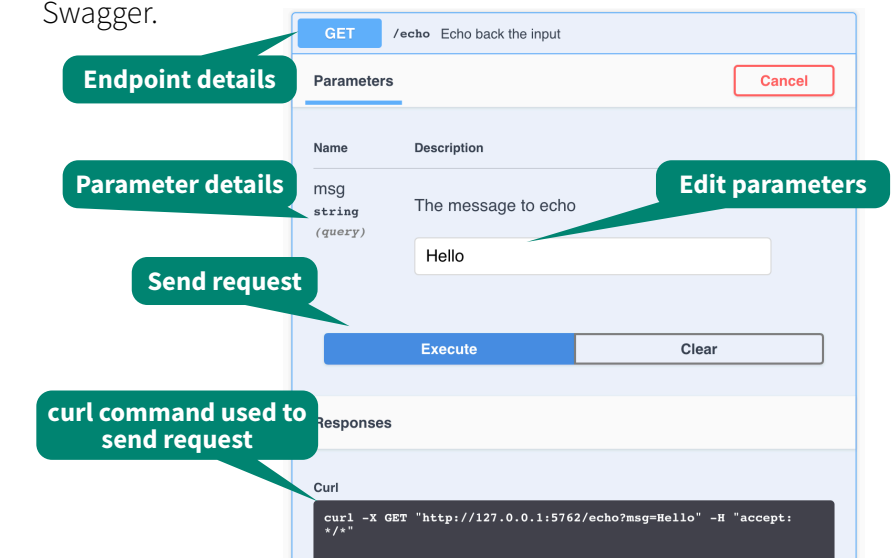 Swagger.
GET /echo Echo back the input
Endpoint details
Parameters
Cancel
Name Description
Parameter details
Edit parameters
msg
string
(query)
The message to echo
Hello
Send request
Execute Clear
curl command used to
send request
Responses
Curl
curl -X GET "http://127.0.0.1:5762/echo?msg=Hello" -H "accept:
*/*"